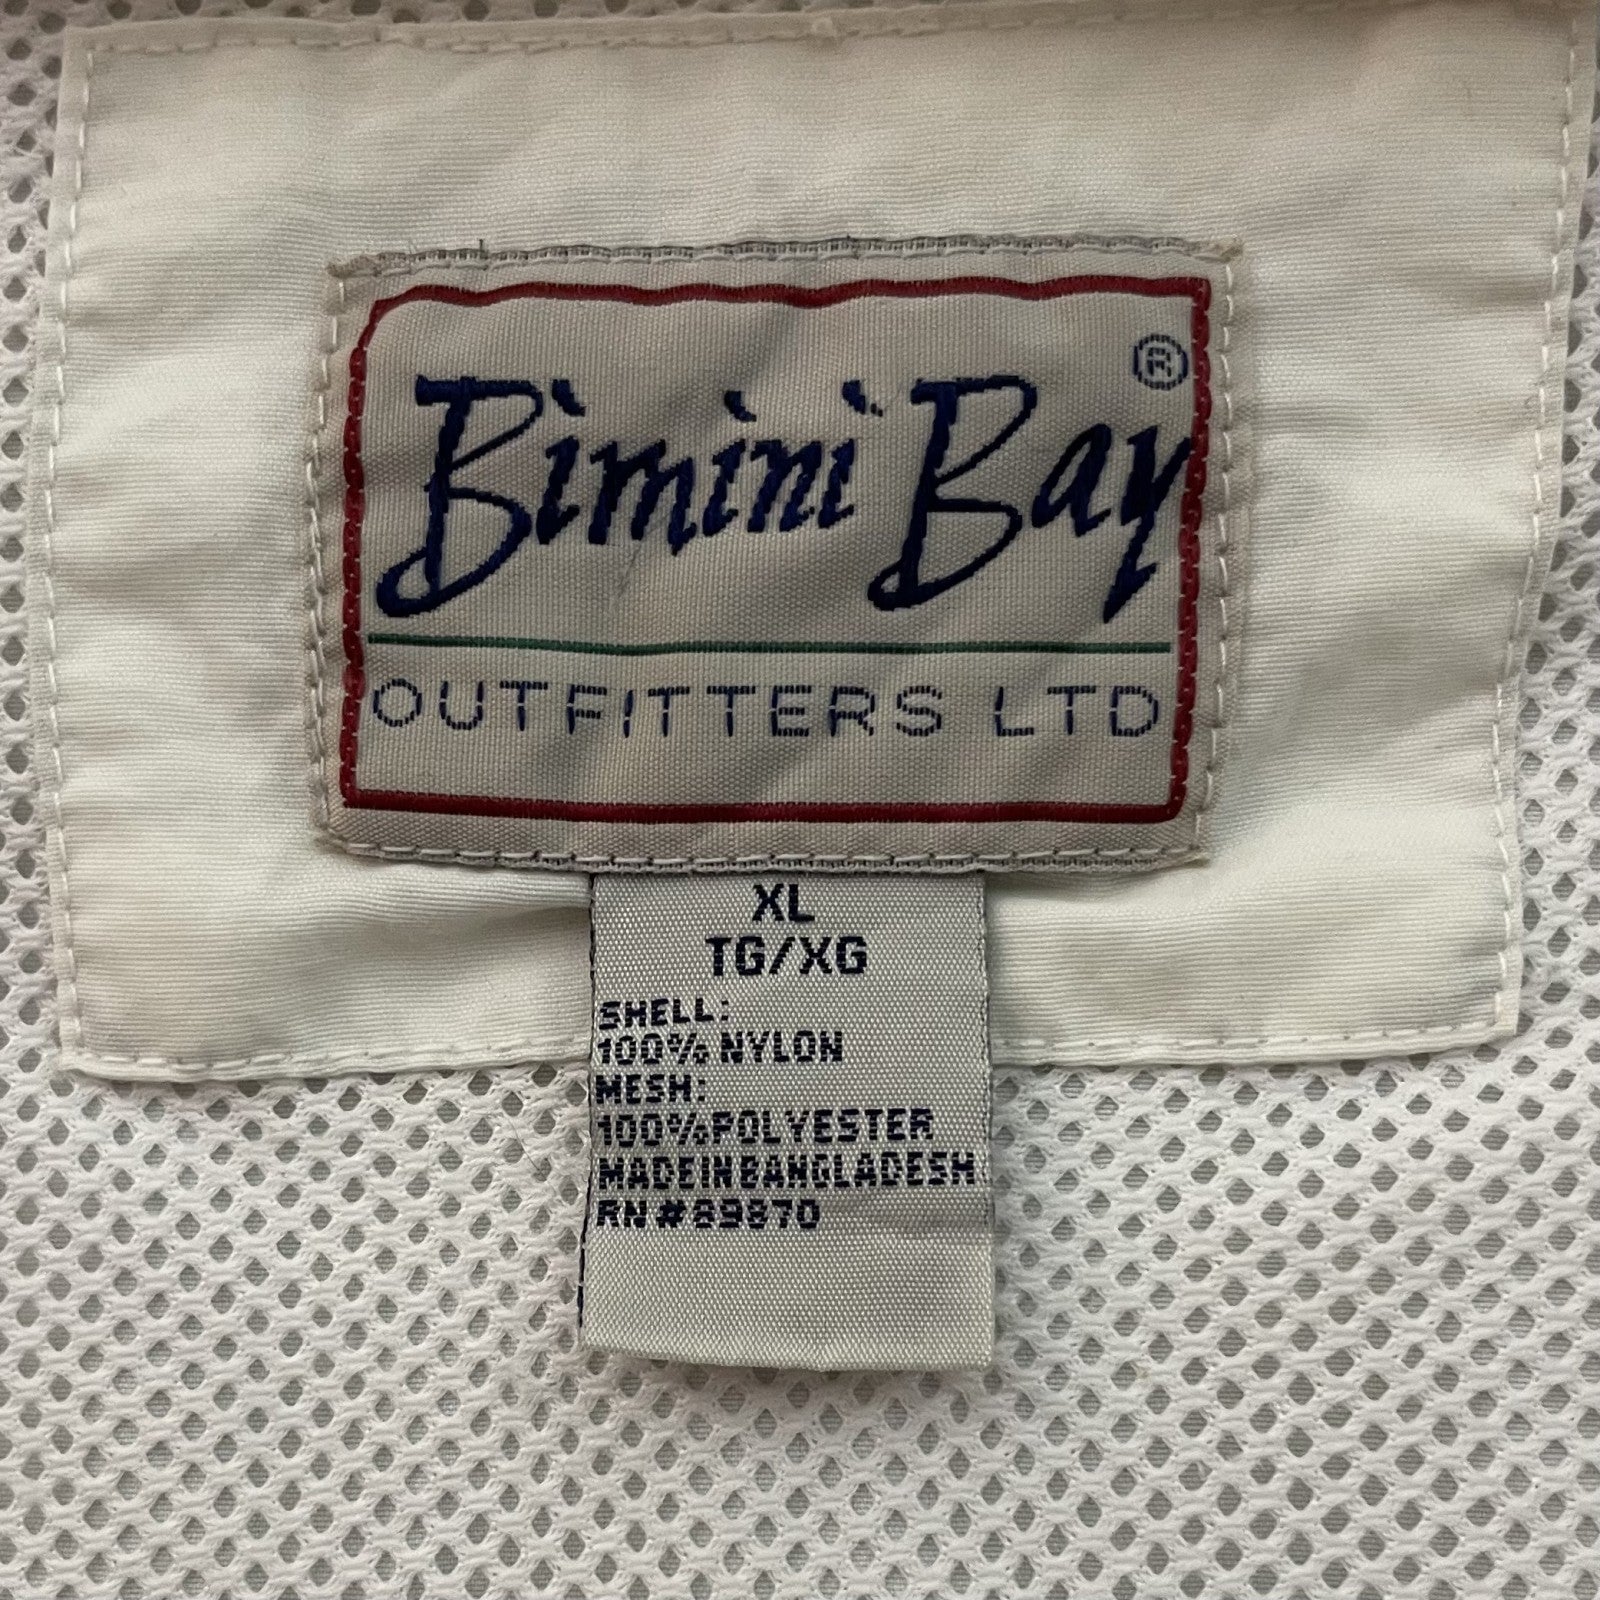 Bimini Bay ®
OUTFITTERS LTD
XL
TG/XG
SHELL:
100% NYLON
MESH:
100% POLYESTER
MADE IN BANGLADESH
RN # 89870